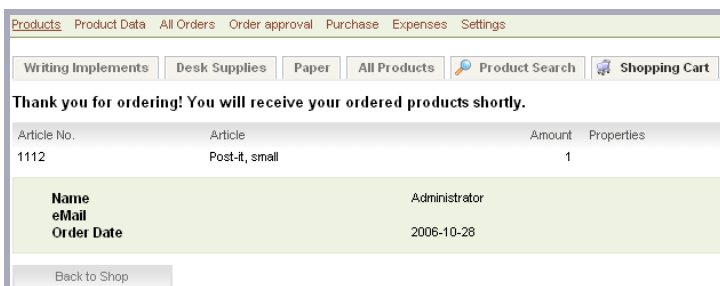 Products Product Data All Orders Order approval Purchase Expenses Settings
Writing Implements Desk Supplies Paper All Products Product Search Shopping Cart
Thank you for ordering! You will receive your ordered products shortly.
Article No. Article Amount Properties
1112 Post-it, small 1
Name Administrator
eMail
Order Date 2006-10-28
Back to Shop